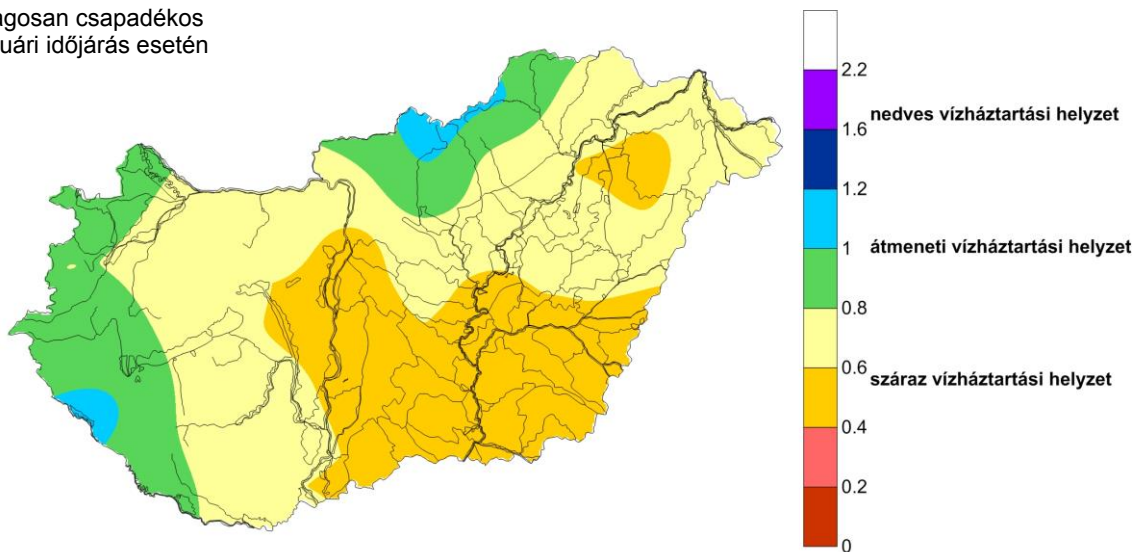 agosan csapadékos
uári időjárás esetén
2.2
nedves vízháztartási helyzet
1.6
1.2
1
átmeneti vízháztartási helyzet
0.8
0.6
száraz vízháztartási helyzet
0.4
0.2
0